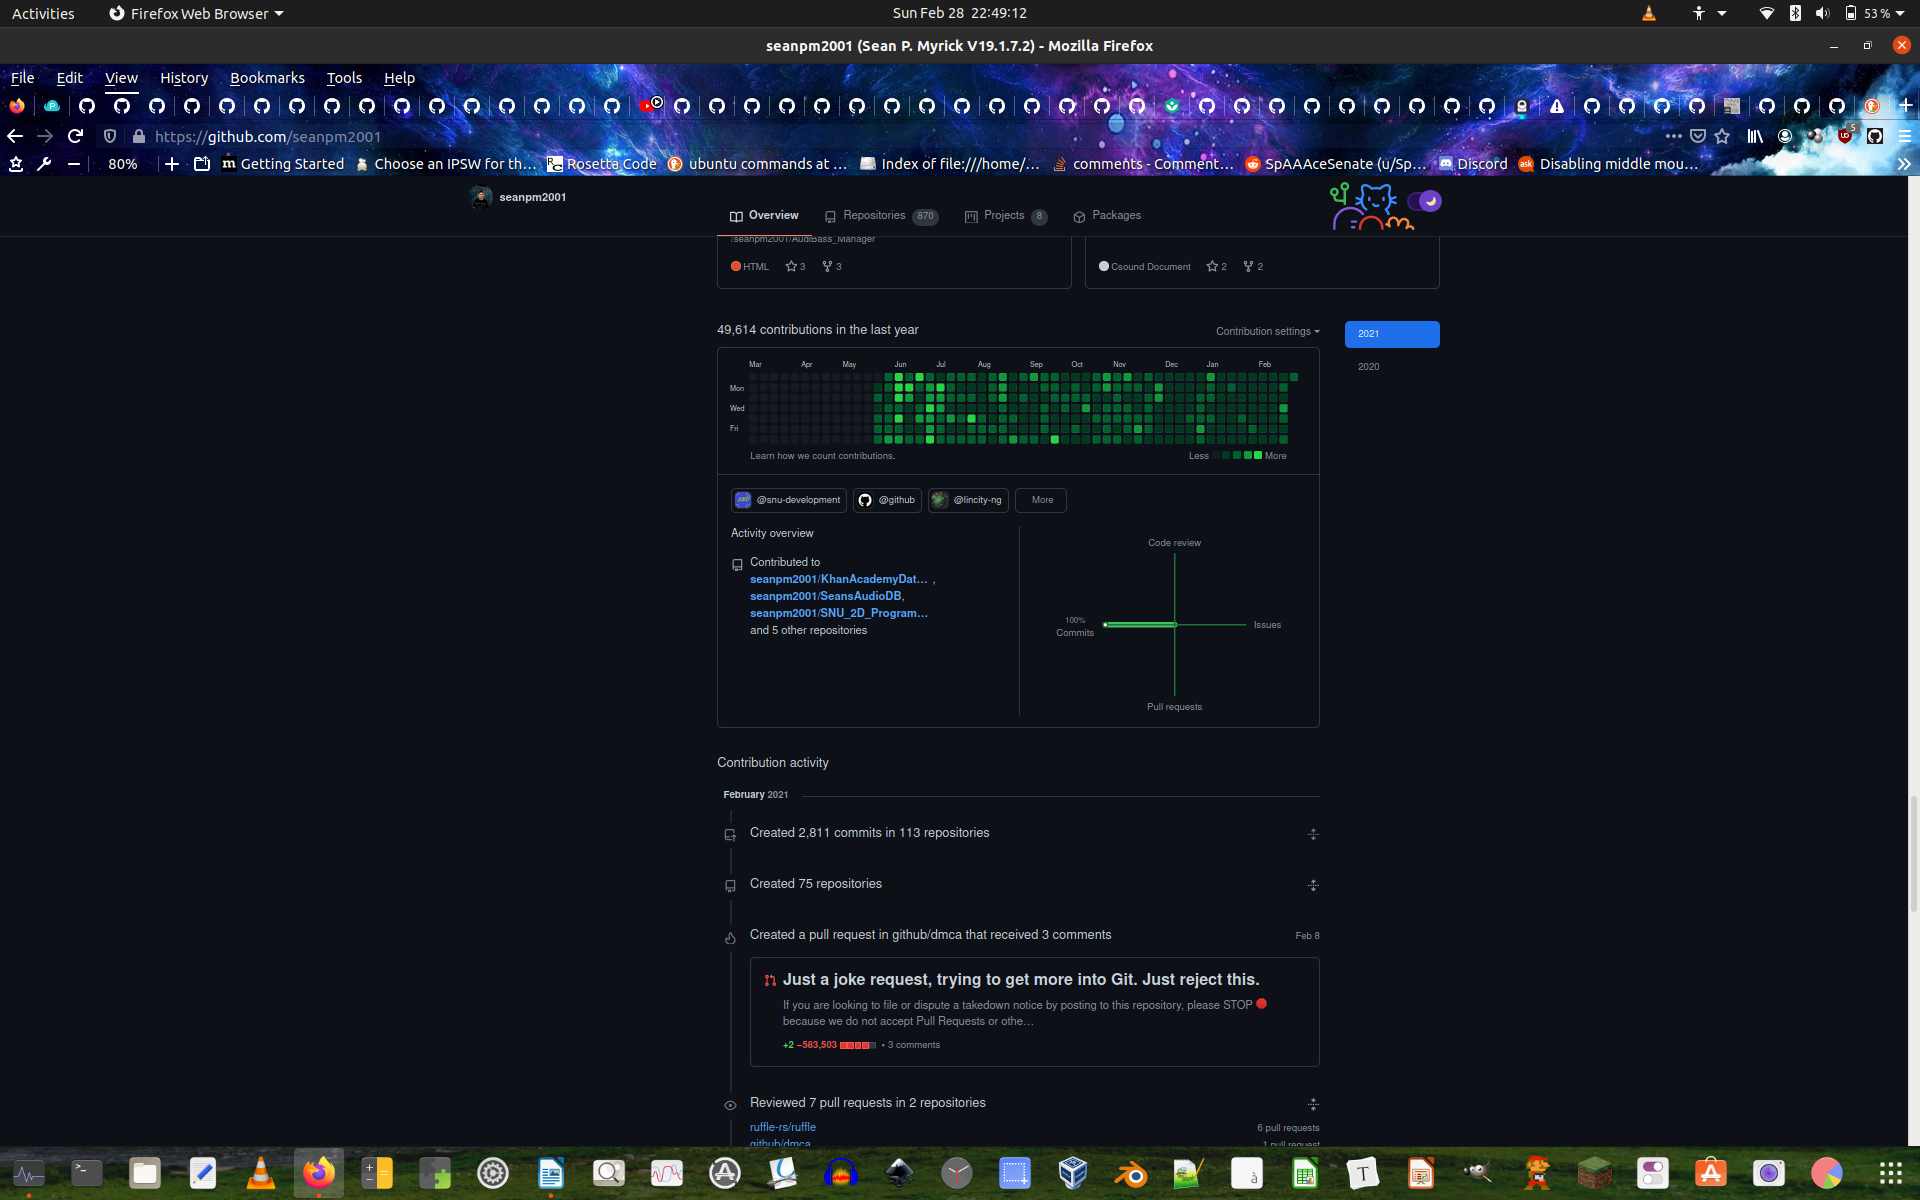 Activities Firefox Web Browser Sun Feb 28 22:49:12 53 %
seanpm2001 (Sean P. Myrick V19.1.7.2) - Mozilla Firefox
File Edit View History Bookmarks Tools Help
https://github.com/seanpm2001 5
80% Getting Started Choose an IPSW for th… Rosetta Code ubuntu commands at … Index of file:///home/… comments - Comment… SpAAAceSenate (u/Sp… Discord Disabling middle mou…
seanpm2001
Overview Repositories 870 Projects 8 Packages
/seanpm2001/AudiBass_Manager
HTML 3 3 Csound Document 2 2
49,614 contributions in the last year Contribution settings 2021
2020
Mar Apr May Jun Jul Aug Sep Oct Nov Dec Jan Feb
Mon
Wed
Fri
Learn how we count contributions. Less More
@snu-development @github @lincity-ng More
Activity overview
Contributed to
seanpm2001/KhanAcademyDat… ,
seanpm2001/SeansAudioDB,
seanpm2001/SNU_2D_Program…
and 5 other repositories
Code review
100%
Commits
Issues
Pull requests
Contribution activity
February 2021
Created 2,811 commits in 113 repositories
Created 75 repositories
Created a pull request in github/dmca that received 3 comments Feb 8
Just a joke request, trying to get more into Git. Just reject this.
If you are looking to file or dispute a takedown notice by posting to this repository, please STOP
because we do not accept Pull Requests or othe…
+2 −583,503 • 3 comments
Reviewed 7 pull requests in 2 repositories
ruffle-rs/ruffle 6 pull requests
github/dmca 1 pull request